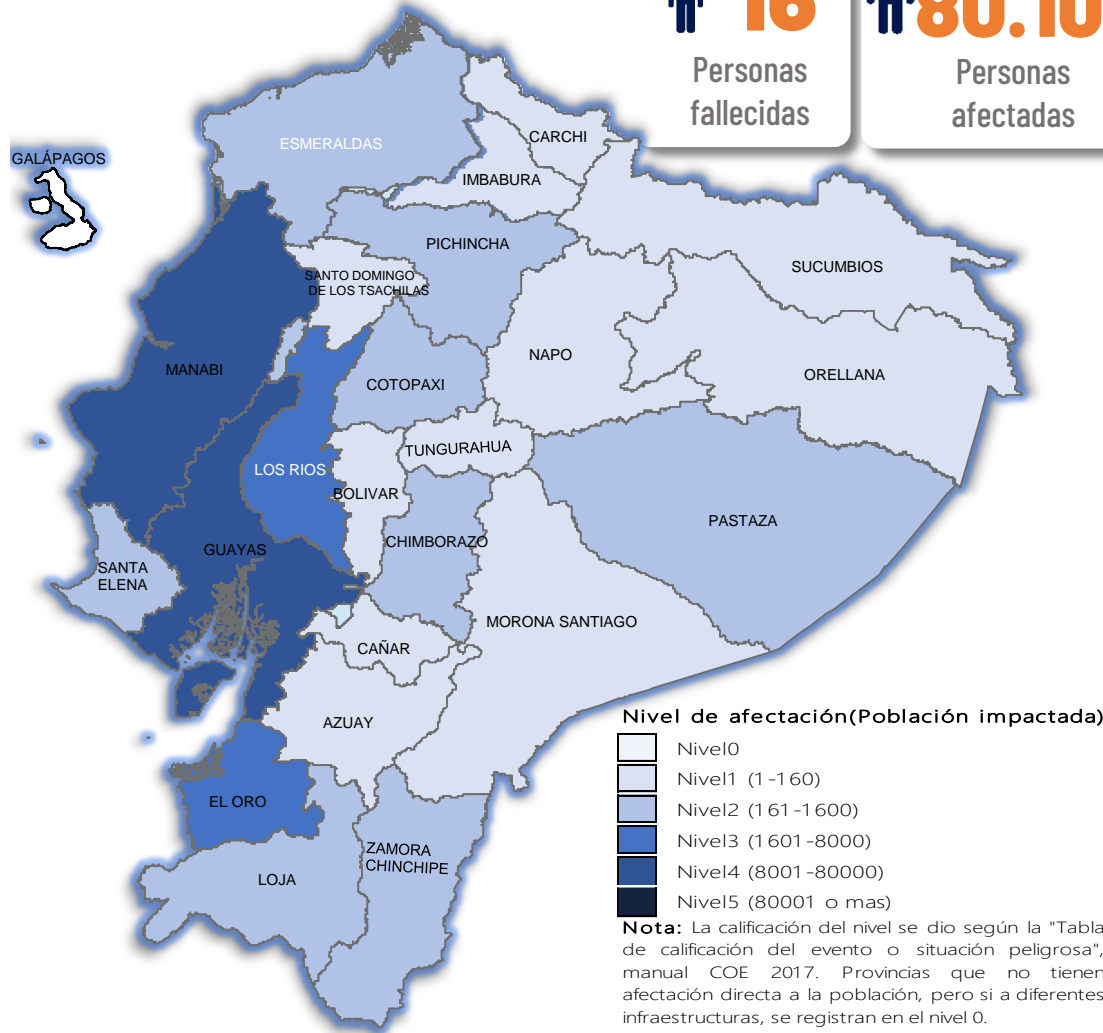 16
80.10
Personas
fallecidas
Personas
afectadas
GALÁPAGOS
ESMERALDAS
CARCHI
IMBABURA
PICHINCHA
SUCUMBIOS
SANTO DOMINGO
DE LOS TSACHILAS
NAPO
ORELLANA
MANABI
COTOPAXI
TUNGURAHUA
LOS RIOS
BOLIVAR
PASTAZA
CHIMBORAZO
GUAYAS
SANTA
ELENA
MORONA SANTIAGO
CAÑAR
AZUAY
EL ORO
ZAMORA
CHINCHIPE
LOJA
Nivel de afectación(Población impactada)
Nivel0
Nivel1 (1-160)
Nivel2 (161-1600)
Nivel3 (1601-8000)
Nivel4 (8001-80000)
Nivel5 (80001 o mas)
Nota: La calificación del nivel se dio según la "Tabla
de calificación del evento o situación peligrosa",
manual COE 2017. Provincias que no tienen
afectación directa a la población, pero si a diferentes
infraestructuras, se registran en el nivel 0.